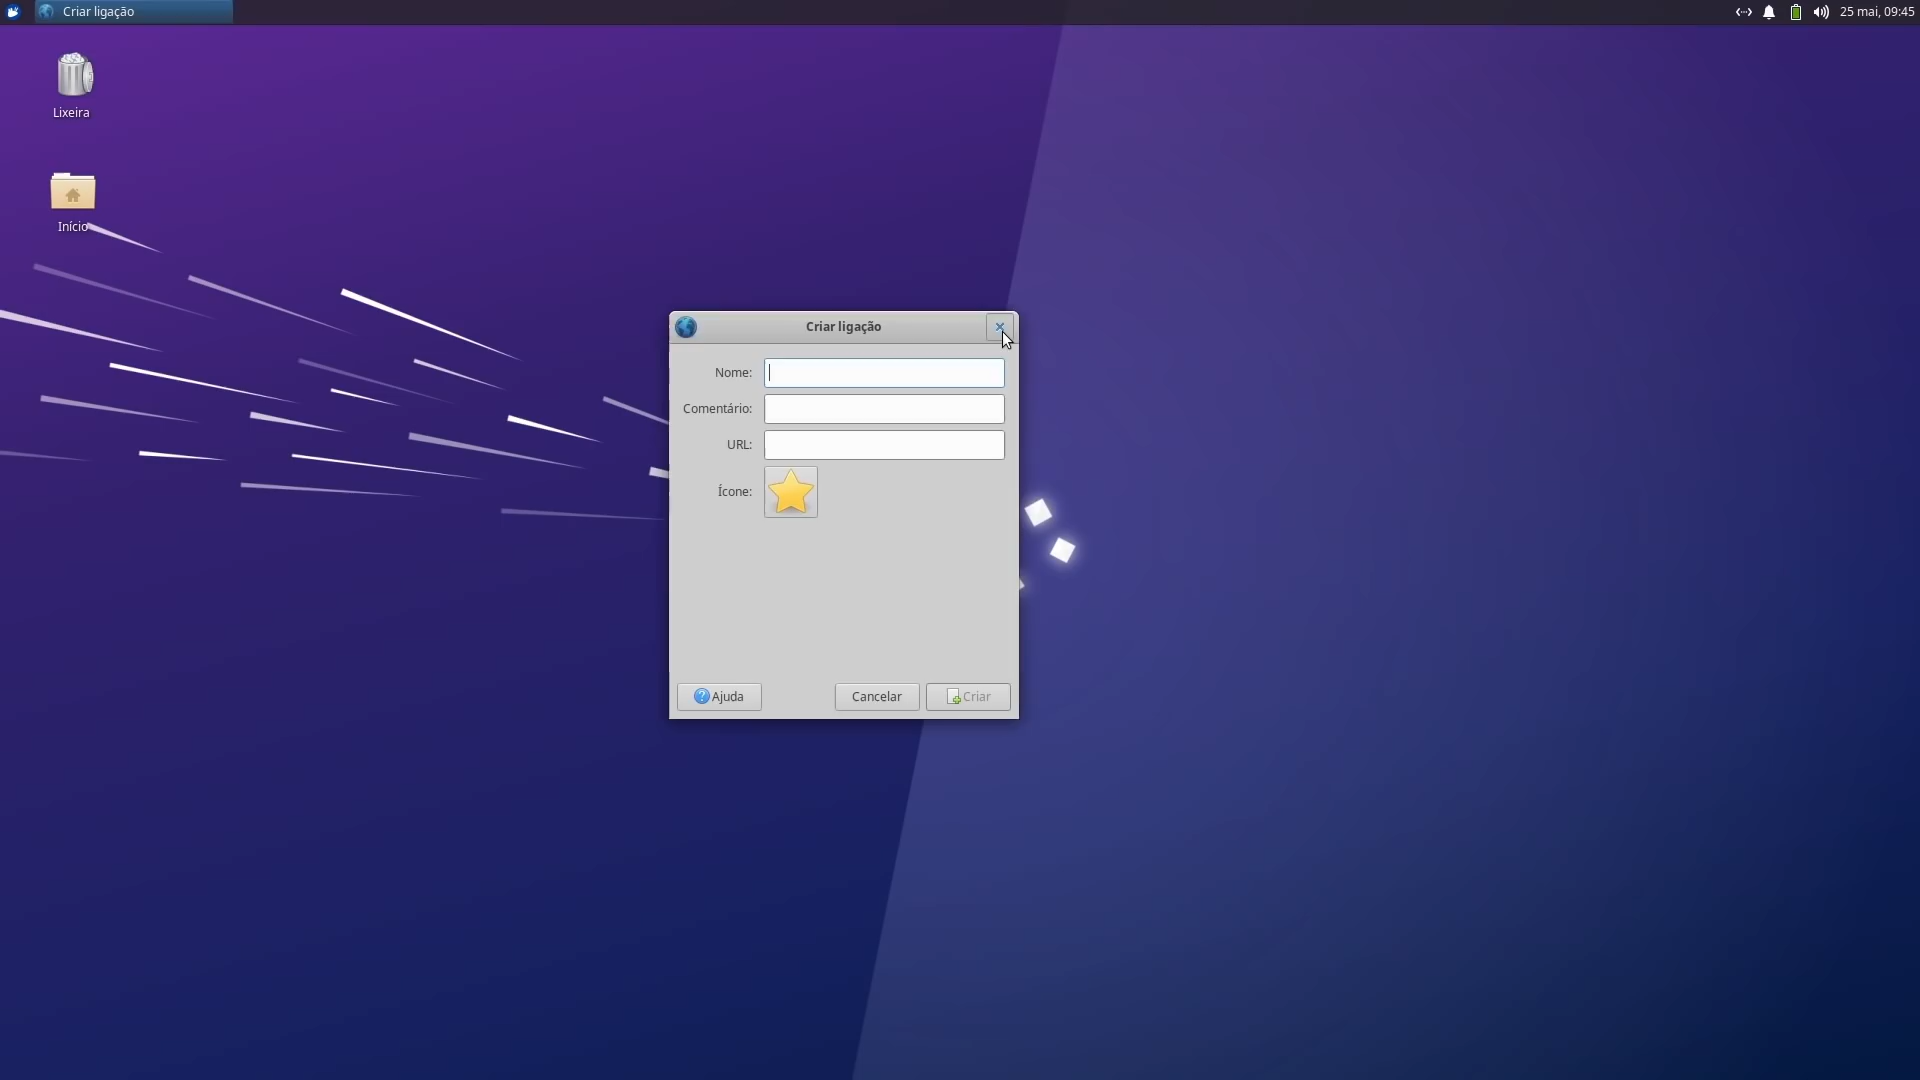 Criar ligação
25 mai, 09:45
Lixeira
Início
Criar ligação
Nome:
Comentário:
URL:
Ícone:
Ajuda
Cancelar
Criar